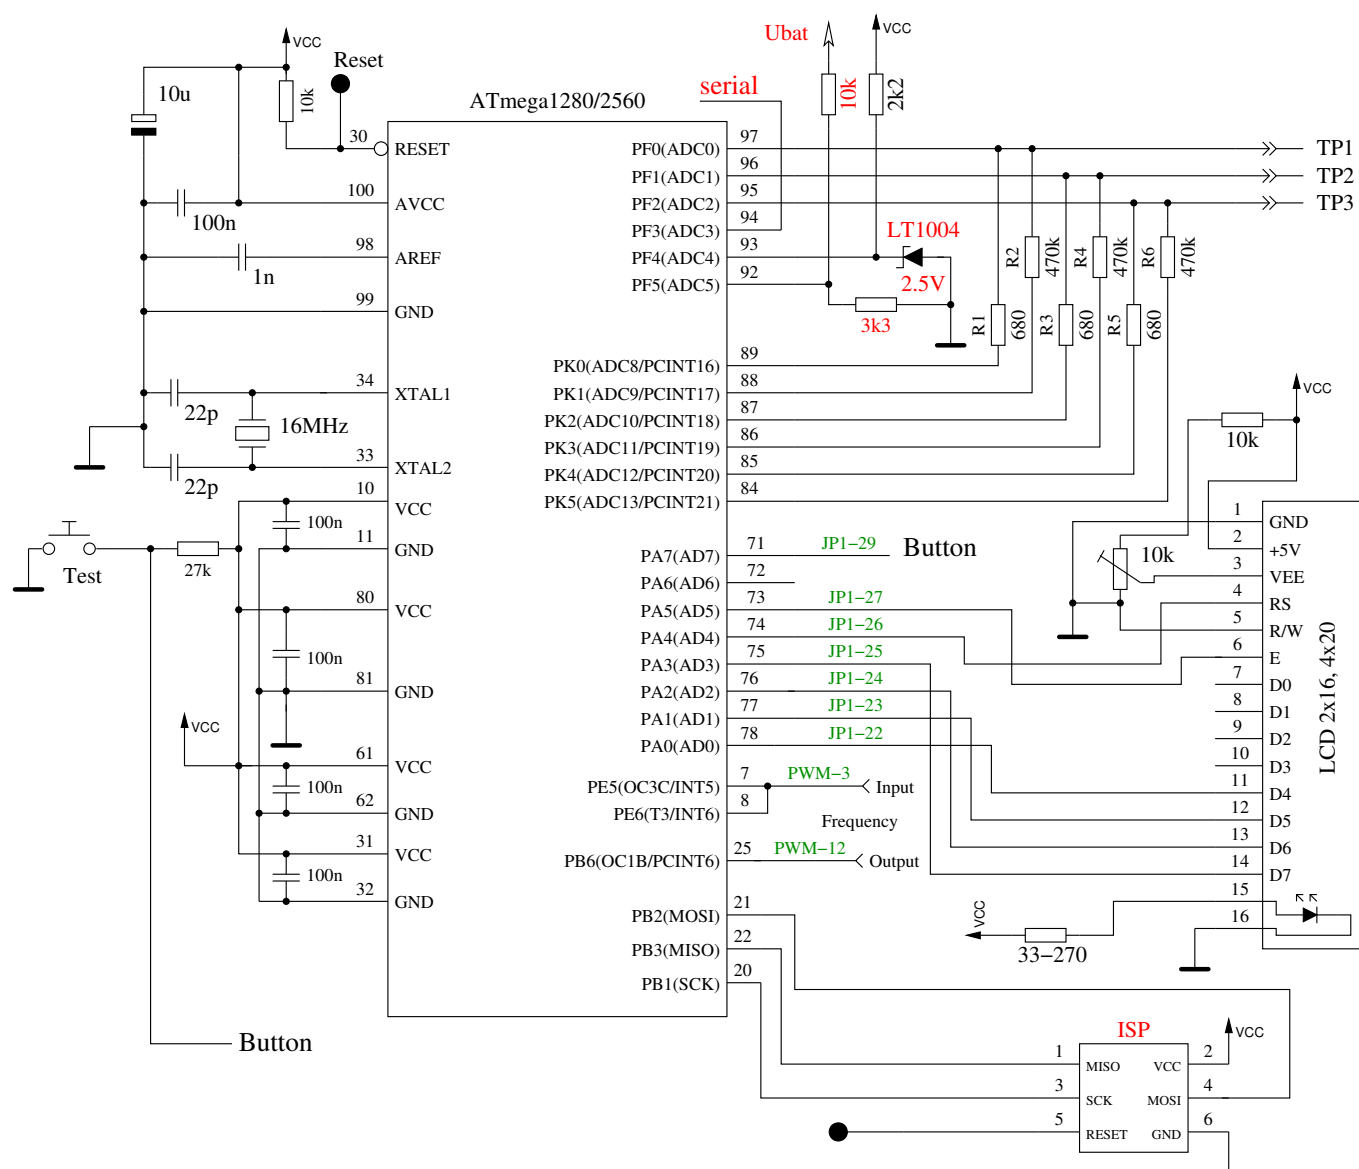 VCC
Reset
10u
10k
Ubat
VCC
10k
2k2
serial
ATmega1280/2560
30
RESET
PF0(ADC0)
97
TP1
PF1(ADC1)
96
TP2
100
AVCC
PF2(ADC2)
95
TP3
100n
PF3(ADC3)
94
LT1004
98
AREF
PF4(ADC4)
93
R2
470k
R4
470k
R6
470k
1n
PF5(ADC5)
92
2.5V
99
GND
3k3
R1
680
R3
680
R5
680
PK0(ADC8/PCINT16)
89
34
XTAL1
PK1(ADC9/PCINT17)
88
VCC
22p
16MHz
PK2(ADC10/PCINT18)
87
10k
PK3(ADC11/PCINT19)
86
33
XTAL2
PK4(ADC12/PCINT20)
85
22p
10
VCC
PK5(ADC13/PCINT21)
84
100n
1
GND
11
GND
PA7(AD7)
71
JP1−29
Button
2
+5V
Test
27k
PA6(AD6)
72
10k
3
VEE
80
VCC
PA5(AD5)
73
JP1−27
4
RS
PA4(AD4)
74
JP1−26
5
R/W
100n
PA3(AD3)
75
JP1−25
6
E
81
GND
PA2(AD2)
76
JP1−24
7
D0
VCC
PA1(AD1)
77
JP1−23
8
D1
PA0(AD0)
78
JP1−22
9
D2
61
VCC
10
D3
LCD 2x16, 4x20
100n
PE5(OC3C/INT5)
7
PWM−3
Input
11
D4
62
GND
PE6(T3/INT6)
8
Frequency
12
D5
31
VCC
PB6(OC1B/PCINT6)
25
PWM−12
Output
13
D6
100n
14
D7
32
GND
PB2(MOSI)
21
15
VCC
16
PB3(MISO)
22
33−270
PB1(SCK)
20
Button
ISP
VCC
1
MISO
VCC
2
3
SCK
MOSI
4
5
RESET
GND
6